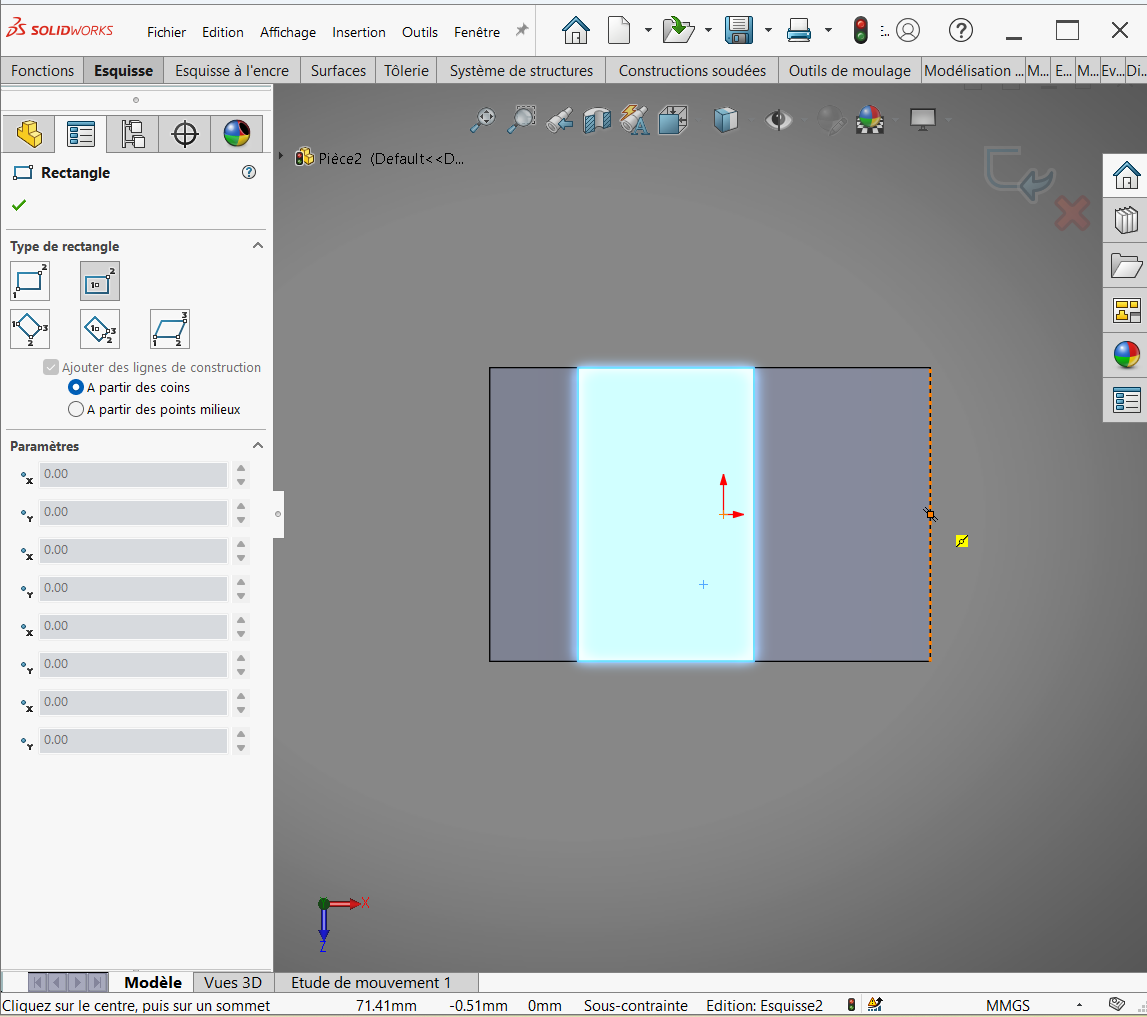 SOLIDWORKS Fichier Edition Affichage Insertion Outils Fenêtre
Fonctions Esquisse Esquisse à l'encre Surfaces Tôlerie Système de structures Constructions soudées Outils de moulage Modélisation ... M... E... M... Ev... Di...
Pièce2 (Default<<D...
Rectangle
Type de rectangle
Ajouter des lignes de construction
A partir des coins
A partir des points milieux
Paramètres
X 0.00
Y 0.00
X 0.00
Y 0.00
X 0.00
Y 0.00
X 0.00
Y 0.00
X
Z
Modèle Vues 3D Etude de mouvement 1
Cliquez sur le centre, puis sur un sommet 71.41mm -0.51mm 0mm Sous-contrainte Edition: Esquisse2 MMGS